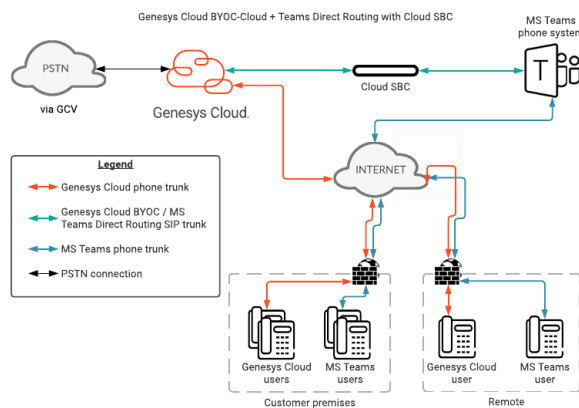 Genesys Cloud BYOC-Cloud + Teams Direct Routing with Cloud SBC
MS Teams
phone system
PSTN
via GCV
Genesys Cloud.
Cloud SBC
T
INTERNET
Legend
Genesys Cloud phone trunk
Genesys Cloud BYOC / MS
Teams Direct Routing SIP trunk
MS Teams phone trunk
PSTN connection
Genesys Cloud
users
MS Teams
users
Genesys Cloud
user
MS Teams
user
Customer premises
Remote